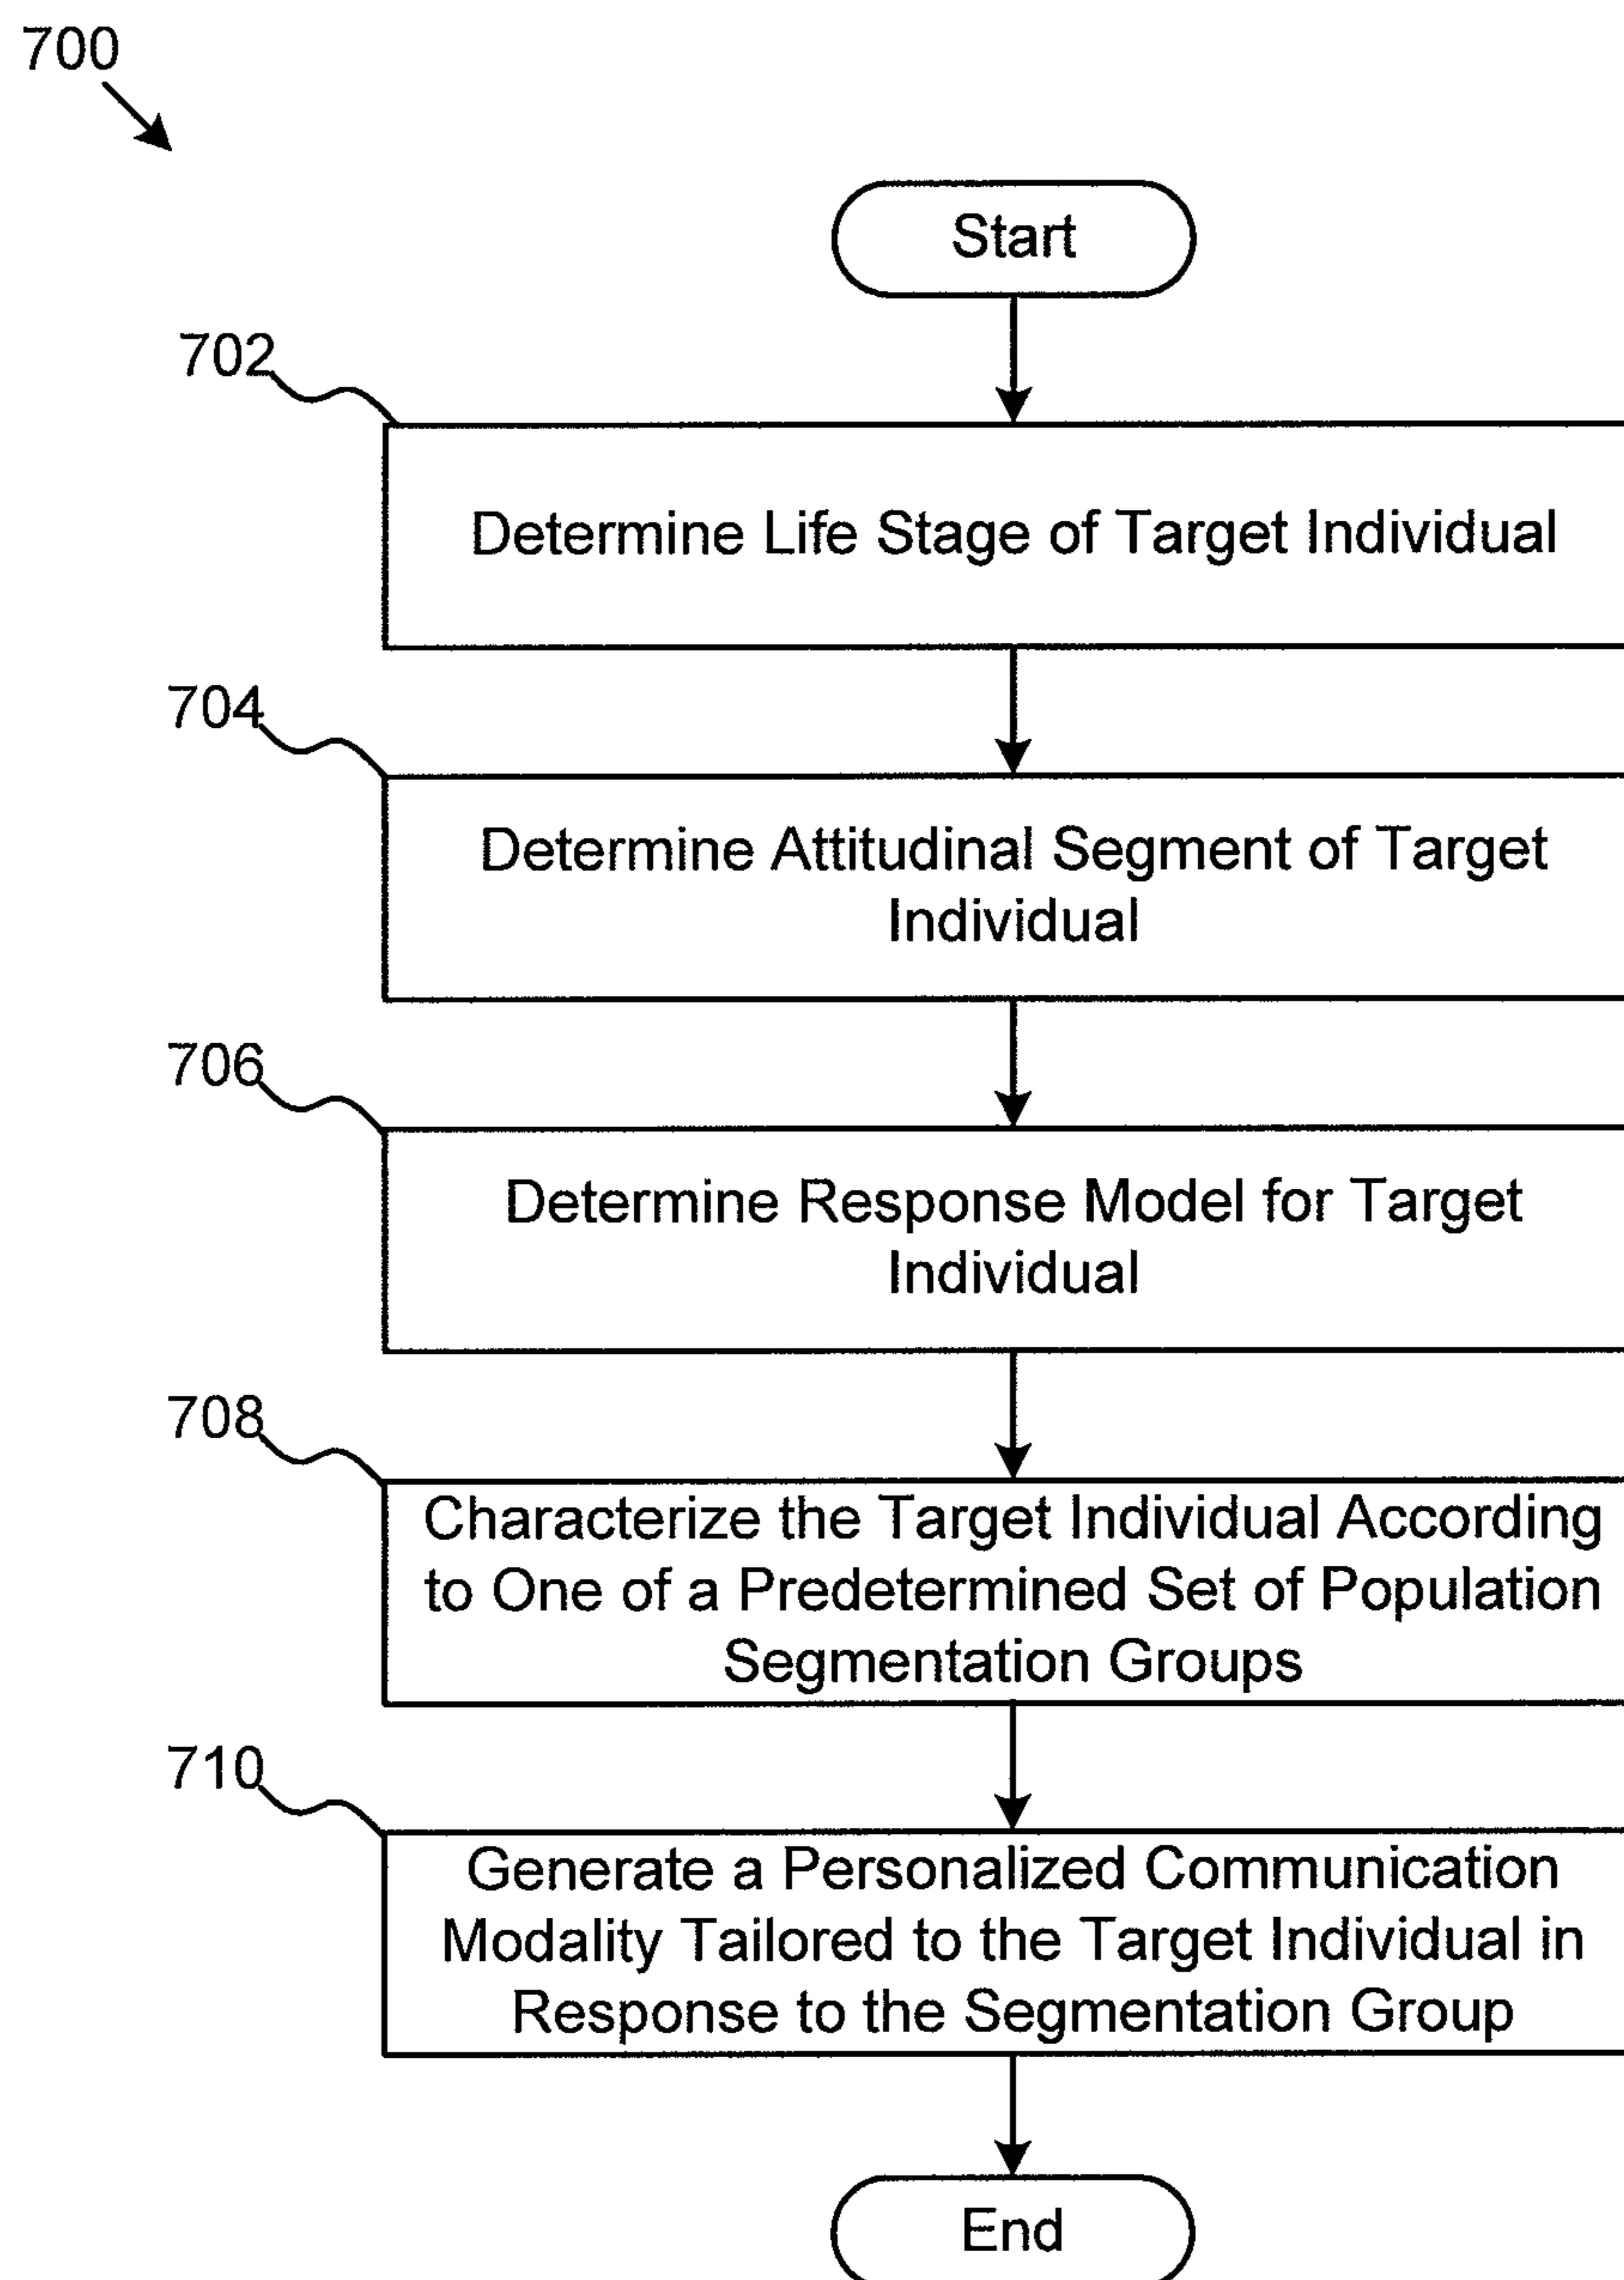 700
Start
702
Determine Life Stage of Target Individual
704
Determine Attitudinal Segment of Target
Individual
706
Determine Response Model for Target
Individual
708
Characterize the Target Individual According
to One of a Predetermined Set of Population
Segmentation Groups
710
Generate a Personalized Communication
Modality Tailored to the Target Individual in
Response to the Segmentation Group
End